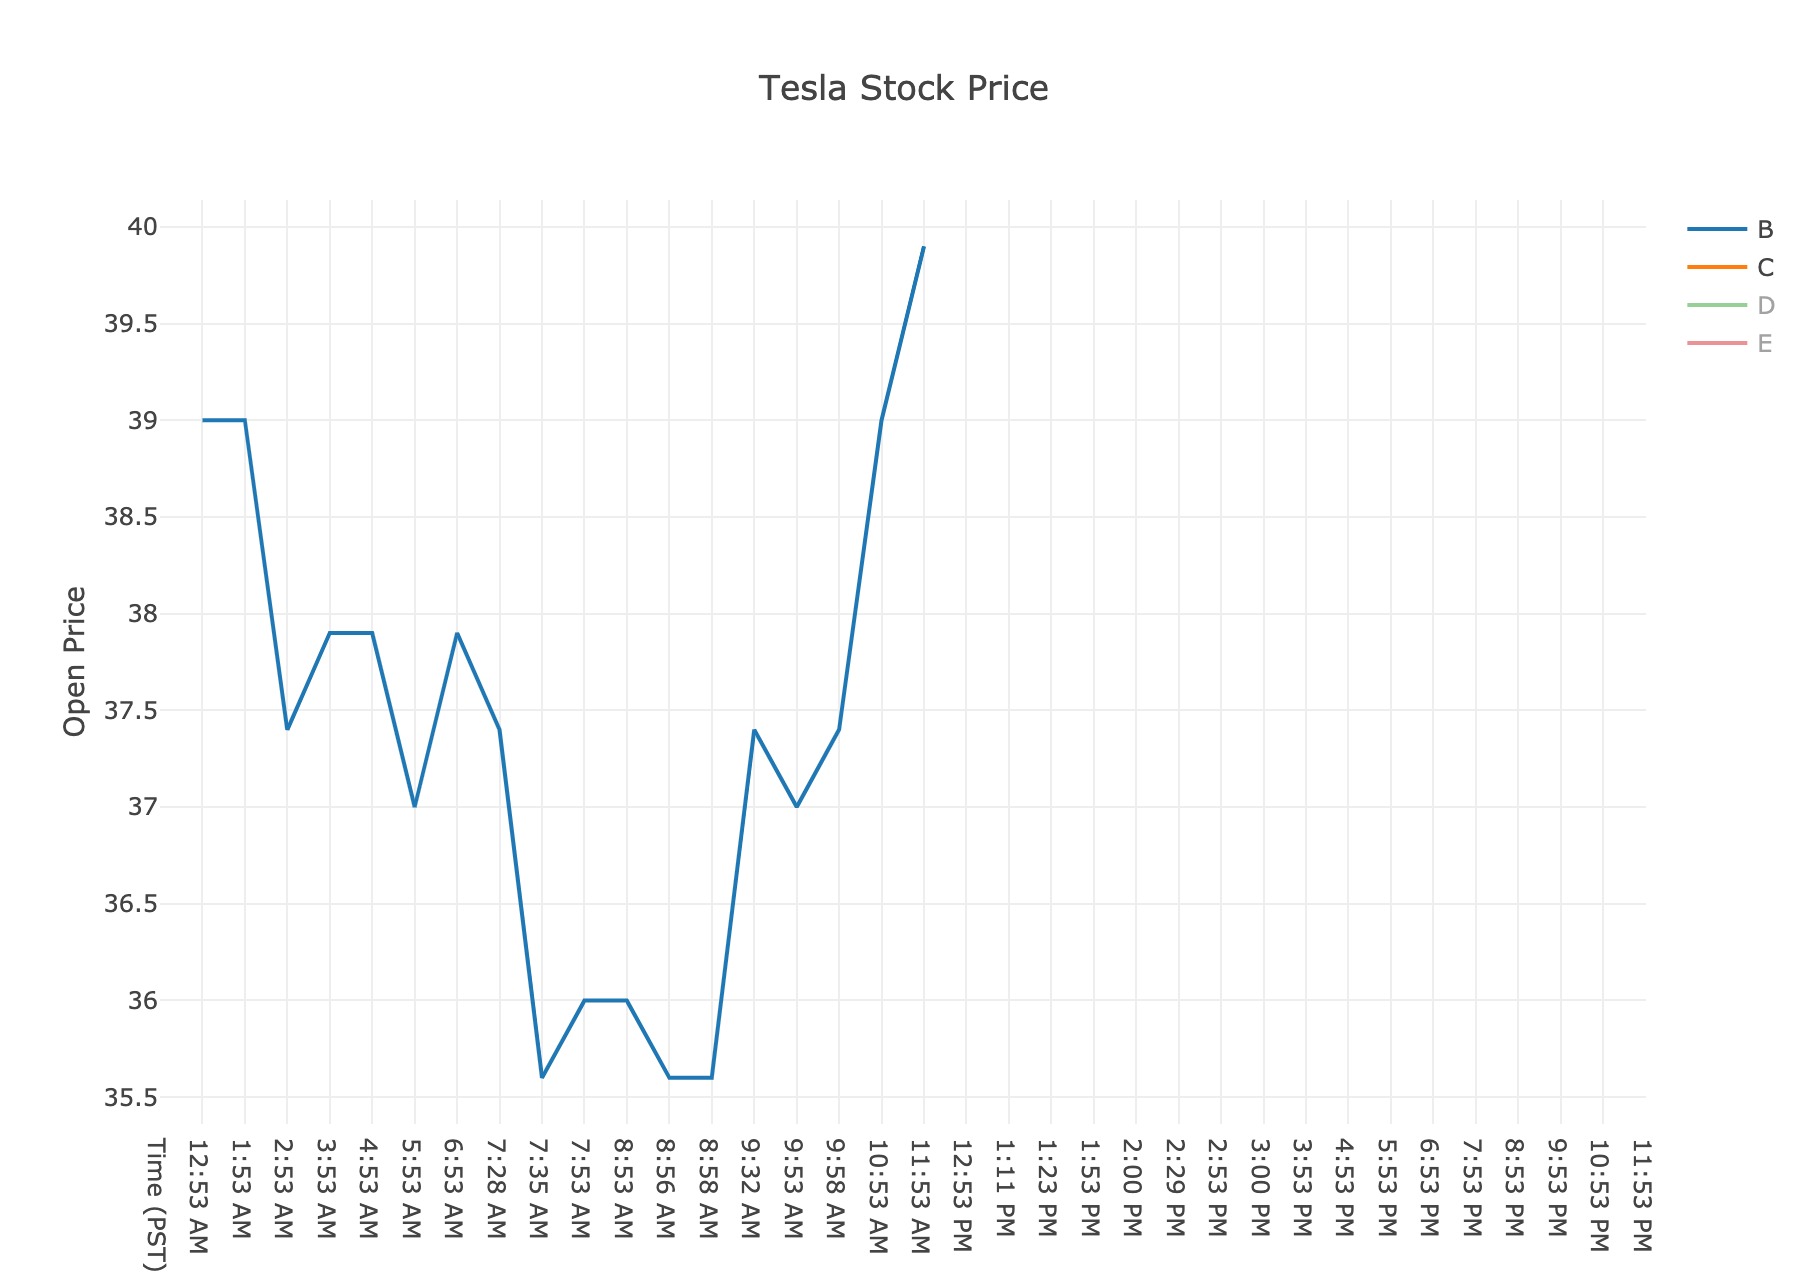 Tesla Stock Price
40
39.5
39
38.5
38
37.5
37
36.5
36
35.5
Open Price
B
C
D
E
Time (PST)
12:53 AM
1:53 AM
2:53 AM
3:53 AM
4:53 AM
5:53 AM
6:53 AM
7:28 AM
7:35 AM
7:53 AM
8:53 AM
8:56 AM
8:58 AM
9:32 AM
9:53 AM
9:58 AM
10:53 AM
11:53 AM
12:53 PM
1:11 PM
1:23 PM
1:53 PM
2:00 PM
2:29 PM
2:53 PM
3:00 PM
3:53 PM
4:53 PM
5:53 PM
6:53 PM
7:53 PM
8:53 PM
9:53 PM
10:53 PM
11:53 PM